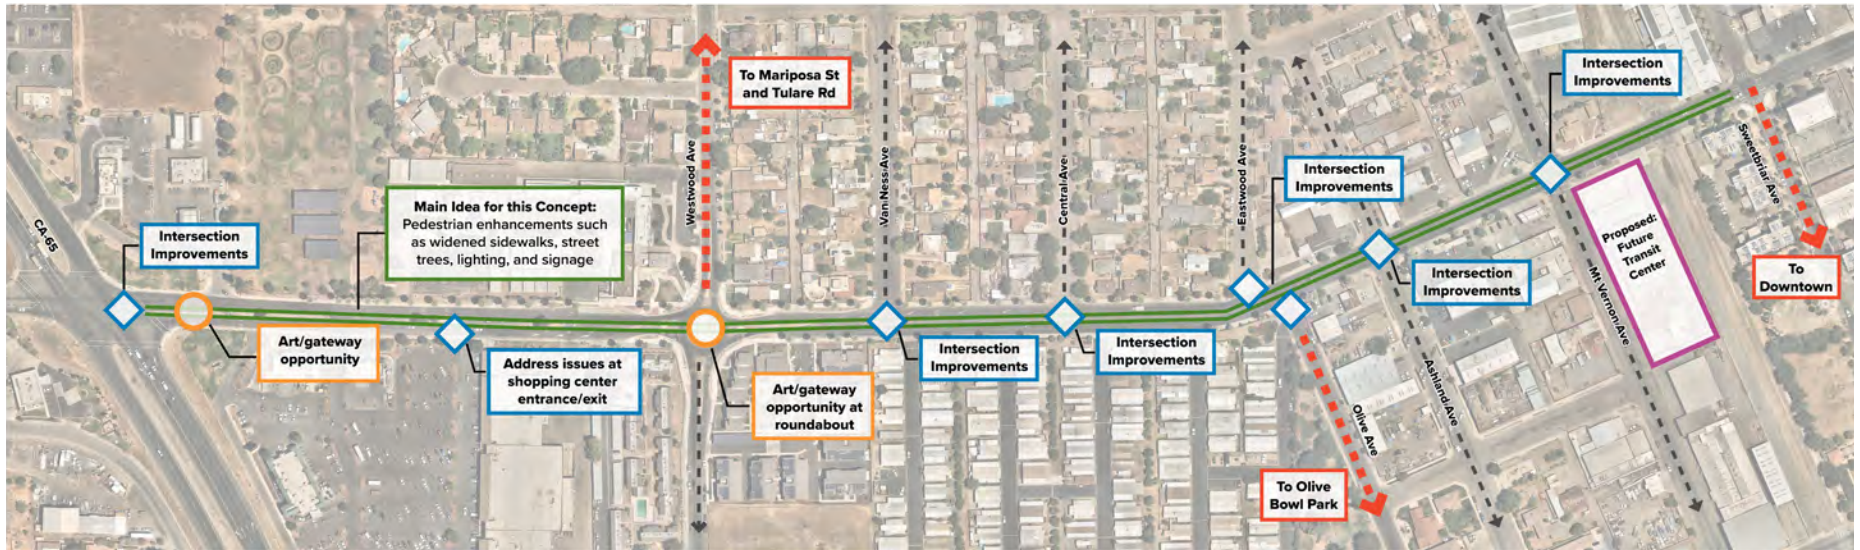 CA-65
Intersection
Improvements
Art/gateway
opportunity
Main Idea for this Concept:
Pedestrian enhancements such
as widened sidewalks, street
trees, lighting, and signage
Address issues at
shopping center
entrance/exit
Westwood Ave
To Mariposa St
and Tulare Rd
Art/gateway
opportunity at
roundabout
Van Ness Ave
Intersection
Improvements
Central Ave
Intersection
Improvements
Eastwood Ave
Intersection
Improvements
To Olive
Bowl Park
Olive Ave
Ashland Ave
Intersection
Improvements
Intersection
Improvements
Mt Vernon Ave
Proposed:
Future
Transit
Center
Sweetbriar Ave
To
Downtown